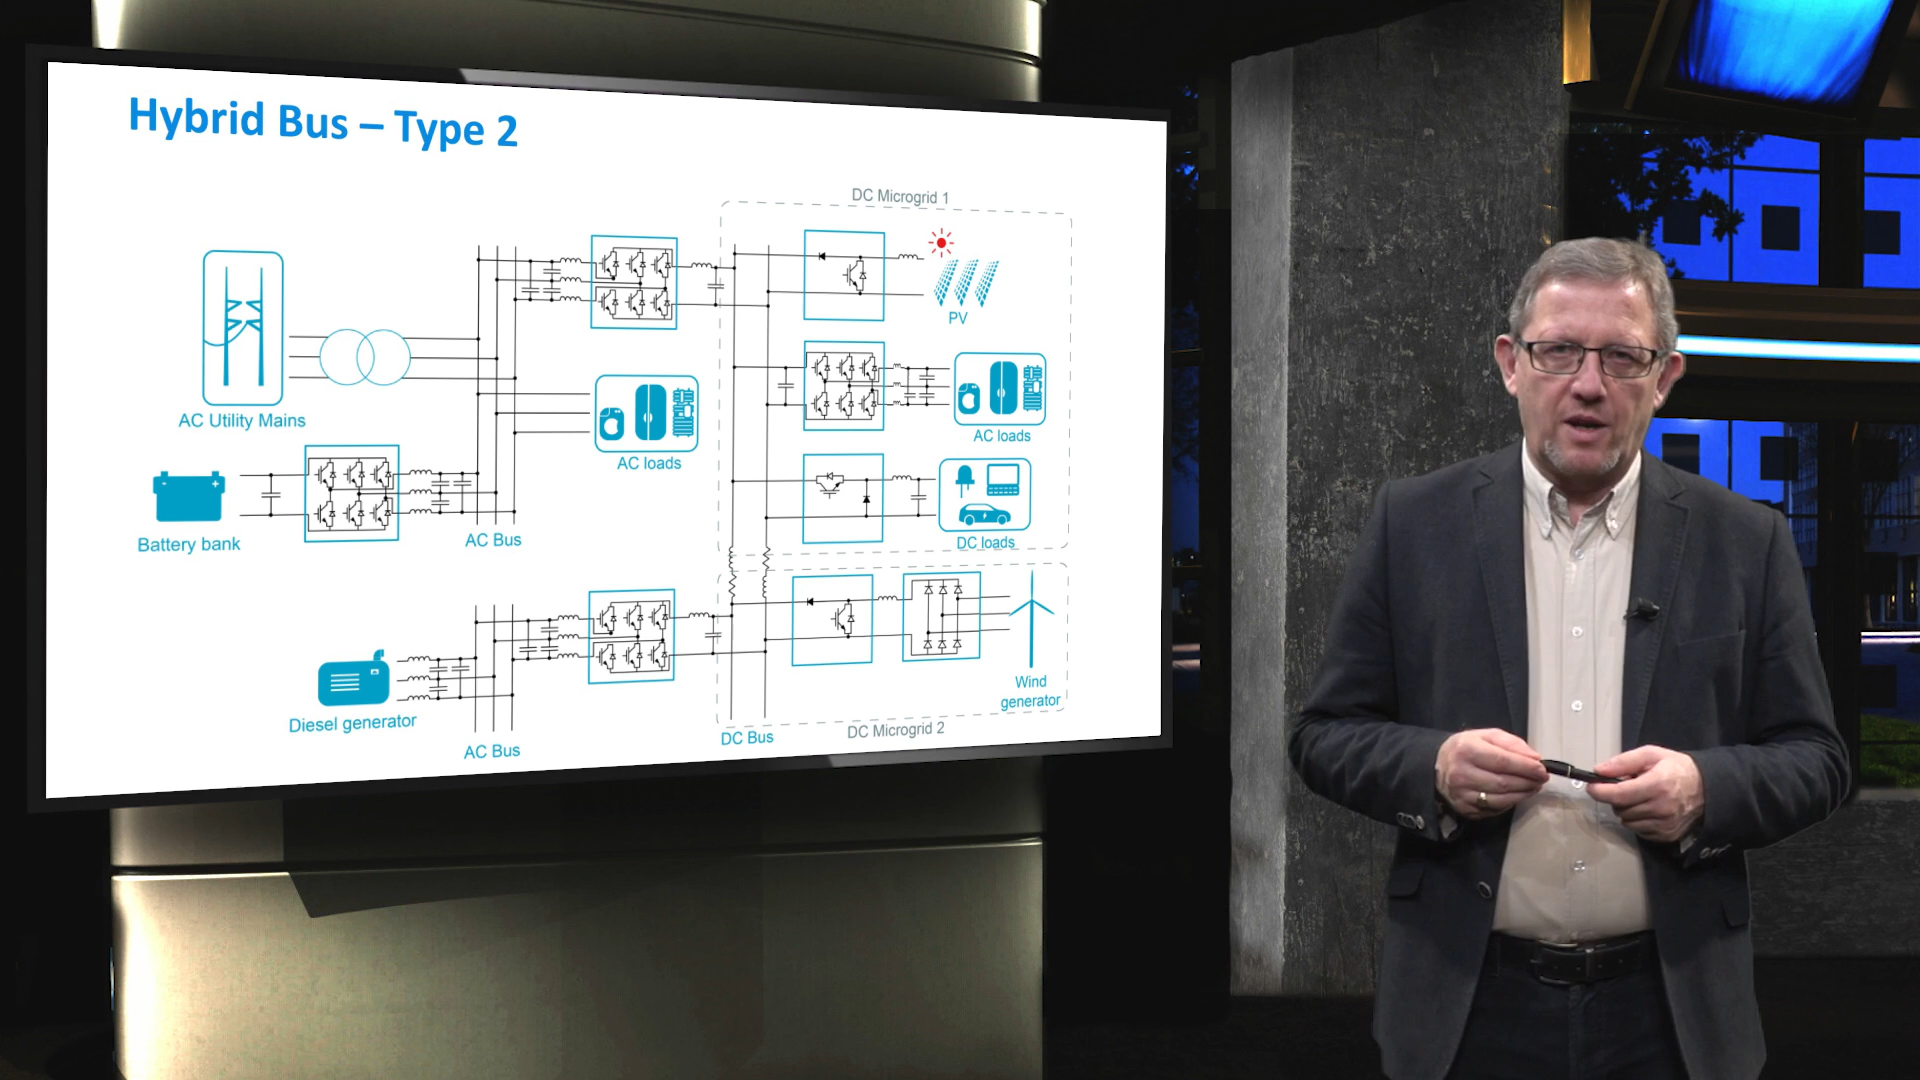 Hybrid Bus – Type 2
DC Microgrid 1
PV
AC Utility Mains
AC loads
AC loads
Battery bank
AC Bus
DC loads
Wind
generator
Diesel generator
AC Bus
DC Bus
DC Microgrid 2